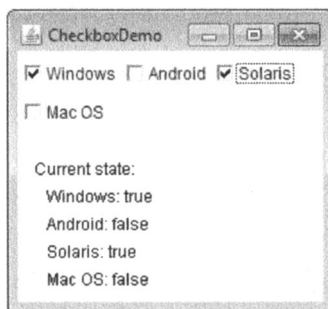 CheckboxDemo
Windows Android Solaris
Mac OS
Current state:
Windows: true
Android: false
Solaris: true
Mac OS: false